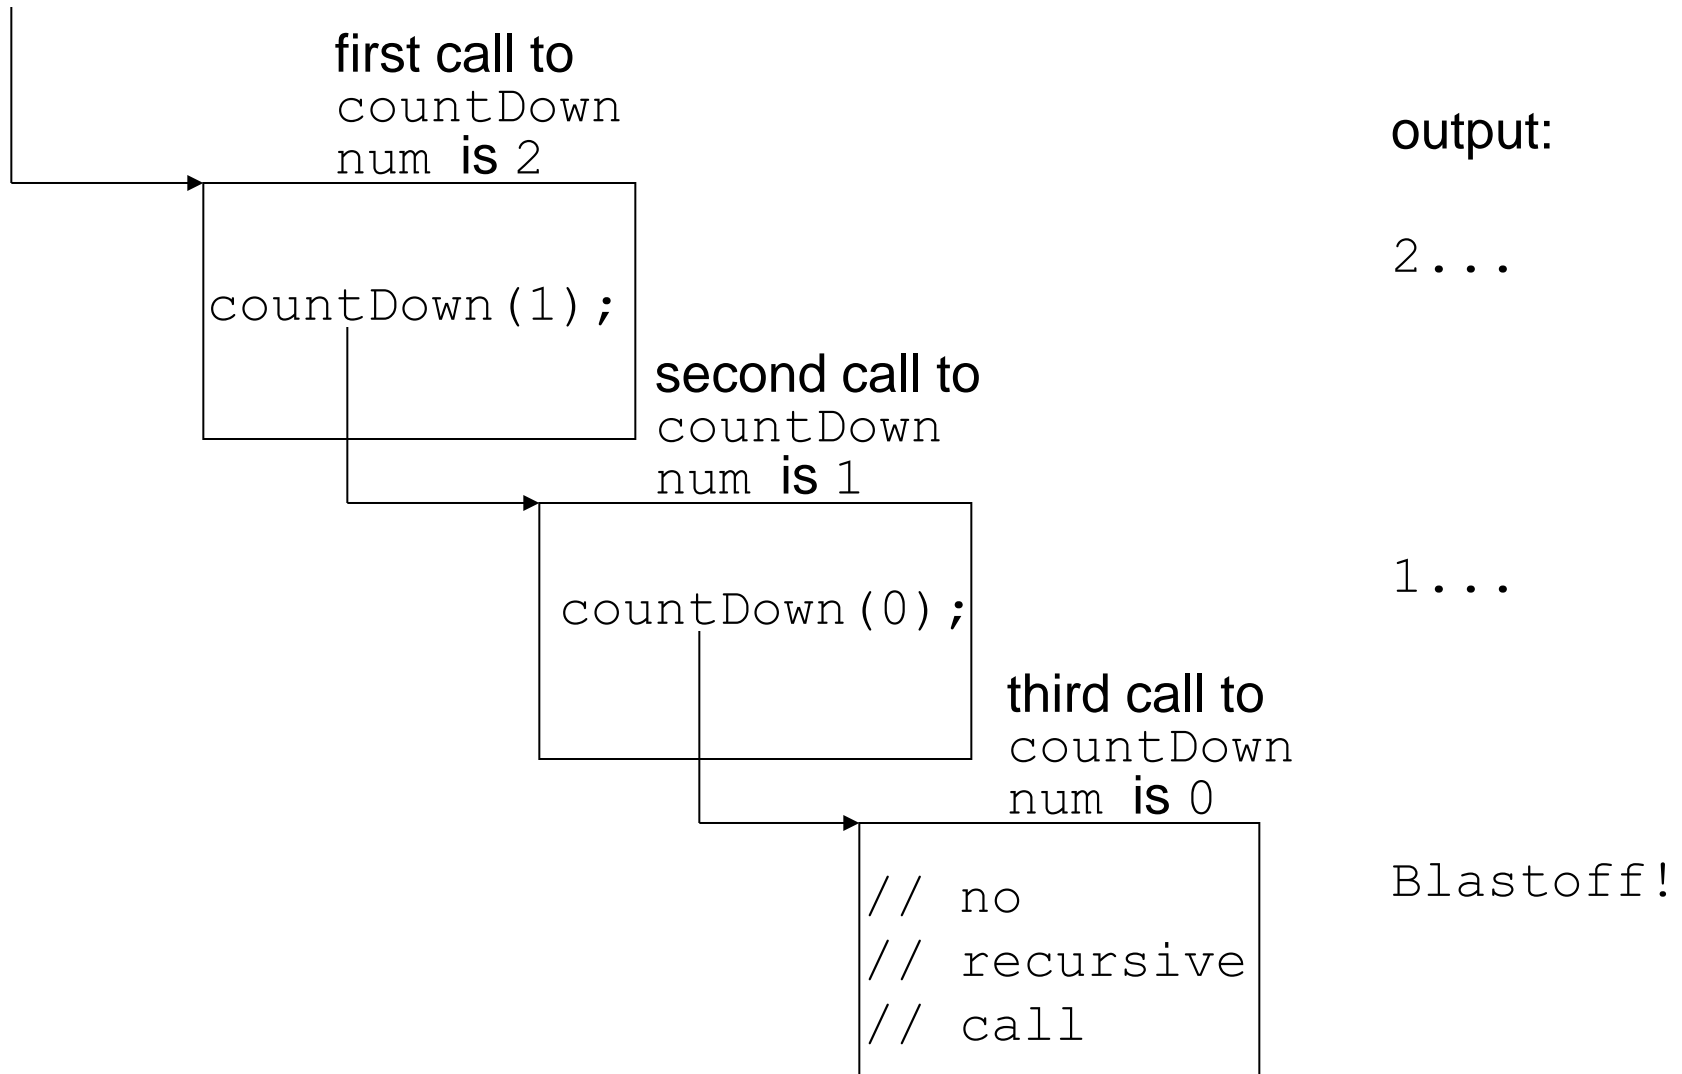 first call to
countDown
num is 2
output:
2...
countDown(1);
second call to
countDown
num is 1
1...
countDown(0);
third call to
countDown
num is 0
Blastoff!
// no
// recursive
// call